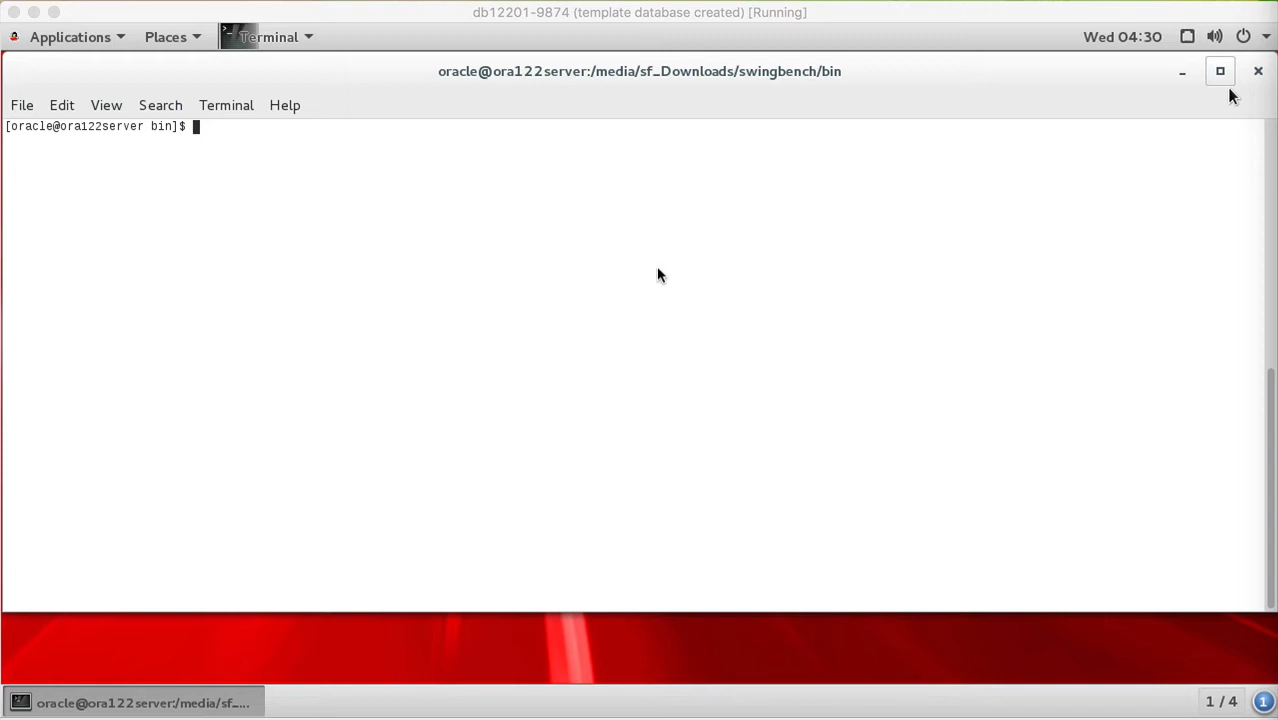 db12201-9874 (template database created) [Running]
Applications Places Terminal Wed 04:30
oracle@ora122server:/media/sf_Downloads/swingbench/bin
File Edit View Search Terminal Help
[oracle@ora122server bin]$
oracle@ora122server:/media/sf_... 1 / 4 1